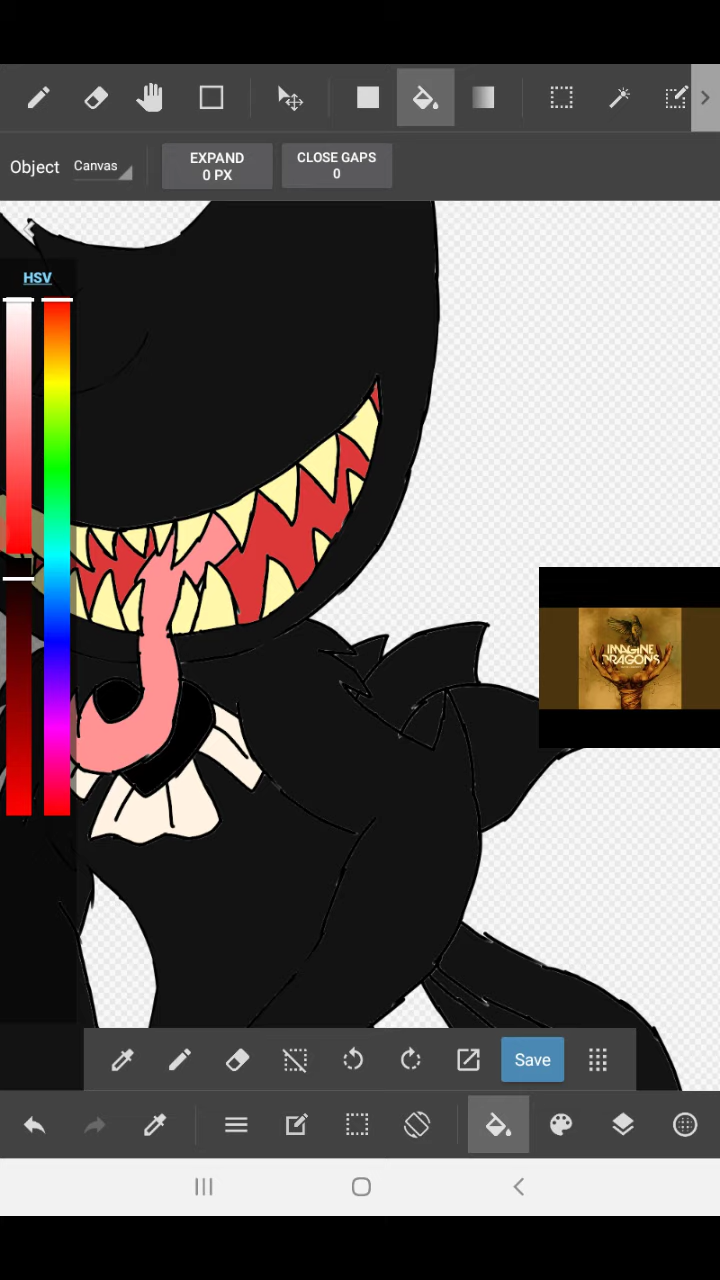 Object
Canvas
EXPAND
0 PX
CLOSE GAPS
0
HSV
IMAGINE
DRAGONS
Save